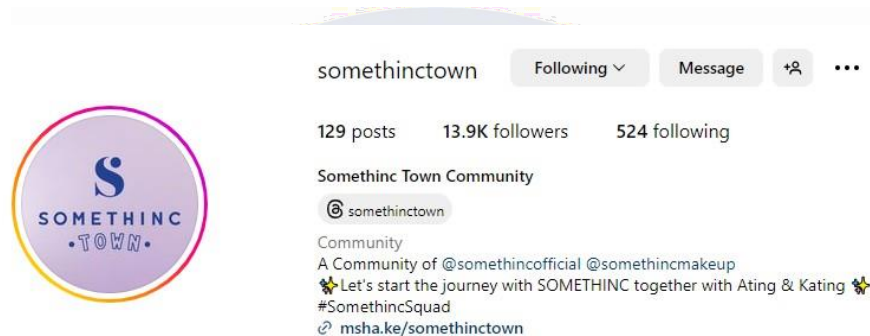 somethinctown Following Message
129 posts 13.9K followers 524 following
Somethinc Town Community
somethinctown
Community
A Community of @somethincofficial @somethincmakeup
✨Let's start the journey with SOMETHINC together with Ating & Kating ✨
#SomethincSquad
msha.ke/somethinctown
S
SOMETHINC
•TOWN•